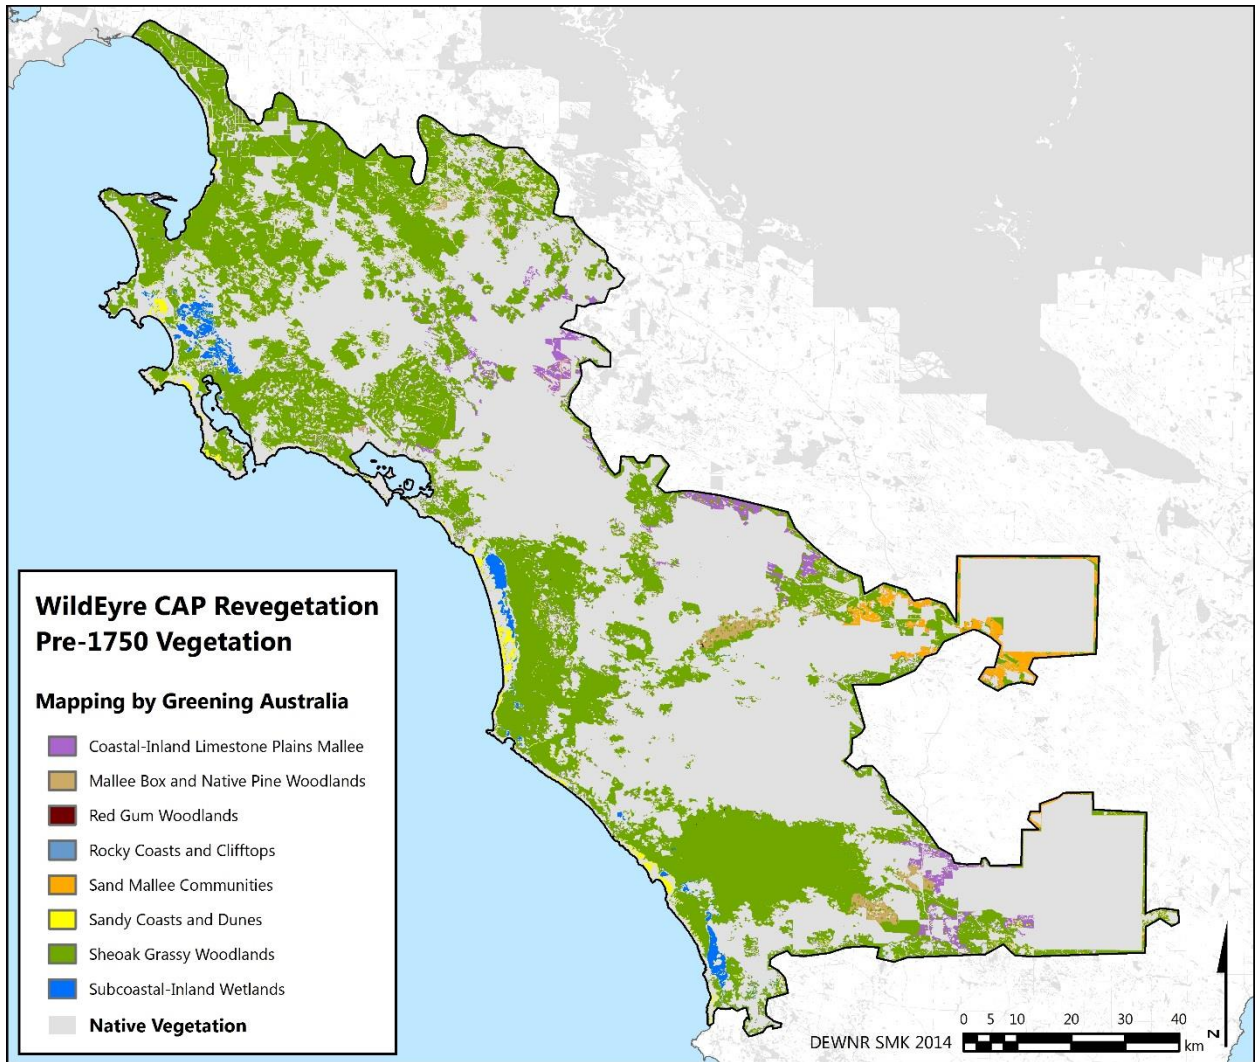 WildEyre CAP Revegetation
Pre-1750 Vegetation
Mapping by Greening Australia
Coastal-Inland Limestone Plains Mallee
Mallee Box and Native Pine Woodlands
Red Gum Woodlands
Rocky Coasts and Clifftops
Sand Mallee Communities
Sandy Coasts and Dunes
Sheoak Grassy Woodlands
Subcoastal-Inland Wetlands
Native Vegetation
DEWNR SMK 2014
0 5 10 20 30 40
km
N